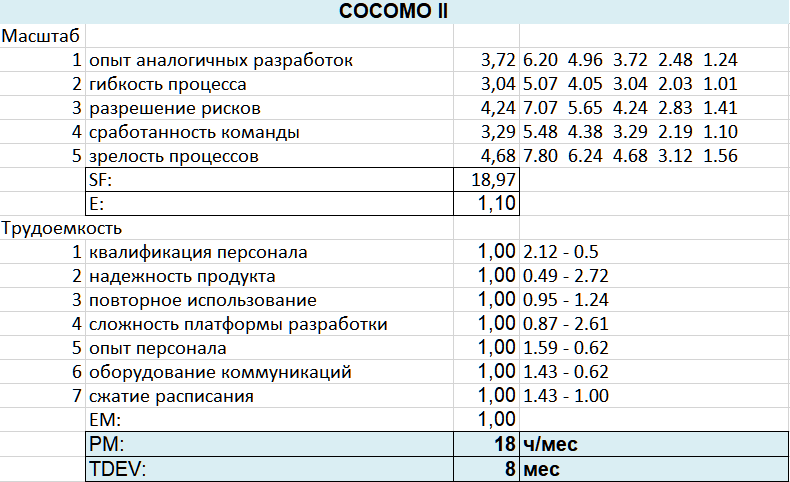 COCOMO II
Масштаб
1 опыт аналогичных разработок 3,72 6.20 4.96 3.72 2.48 1.24
2 гибкость процесса 3,04 5.07 4.05 3.04 2.03 1.01
3 разрешение рисков 4,24 7.07 5.65 4.24 2.83 1.41
4 сработанность команды 3,29 5.48 4.38 3.29 2.19 1.10
5 зрелость процессов 4,68 7.80 6.24 4.68 3.12 1.56
SF: 18,97
E: 1,10
Трудоемкость
1 квалификация персонала 1,00 2.12 - 0.5
2 надежность продукта 1,00 0.49 - 2.72
3 повторное использование 1,00 0.95 - 1.24
4 сложность платформы разработки 1,00 0.87 - 2.61
5 опыт персонала 1,00 1.59 - 0.62
6 оборудование коммуникаций 1,00 1.43 - 0.62
7 сжатие расписания 1,00 1.43 - 1.00
EM: 1,00
PM: 18 ч/мес
TDEV: 8 мес